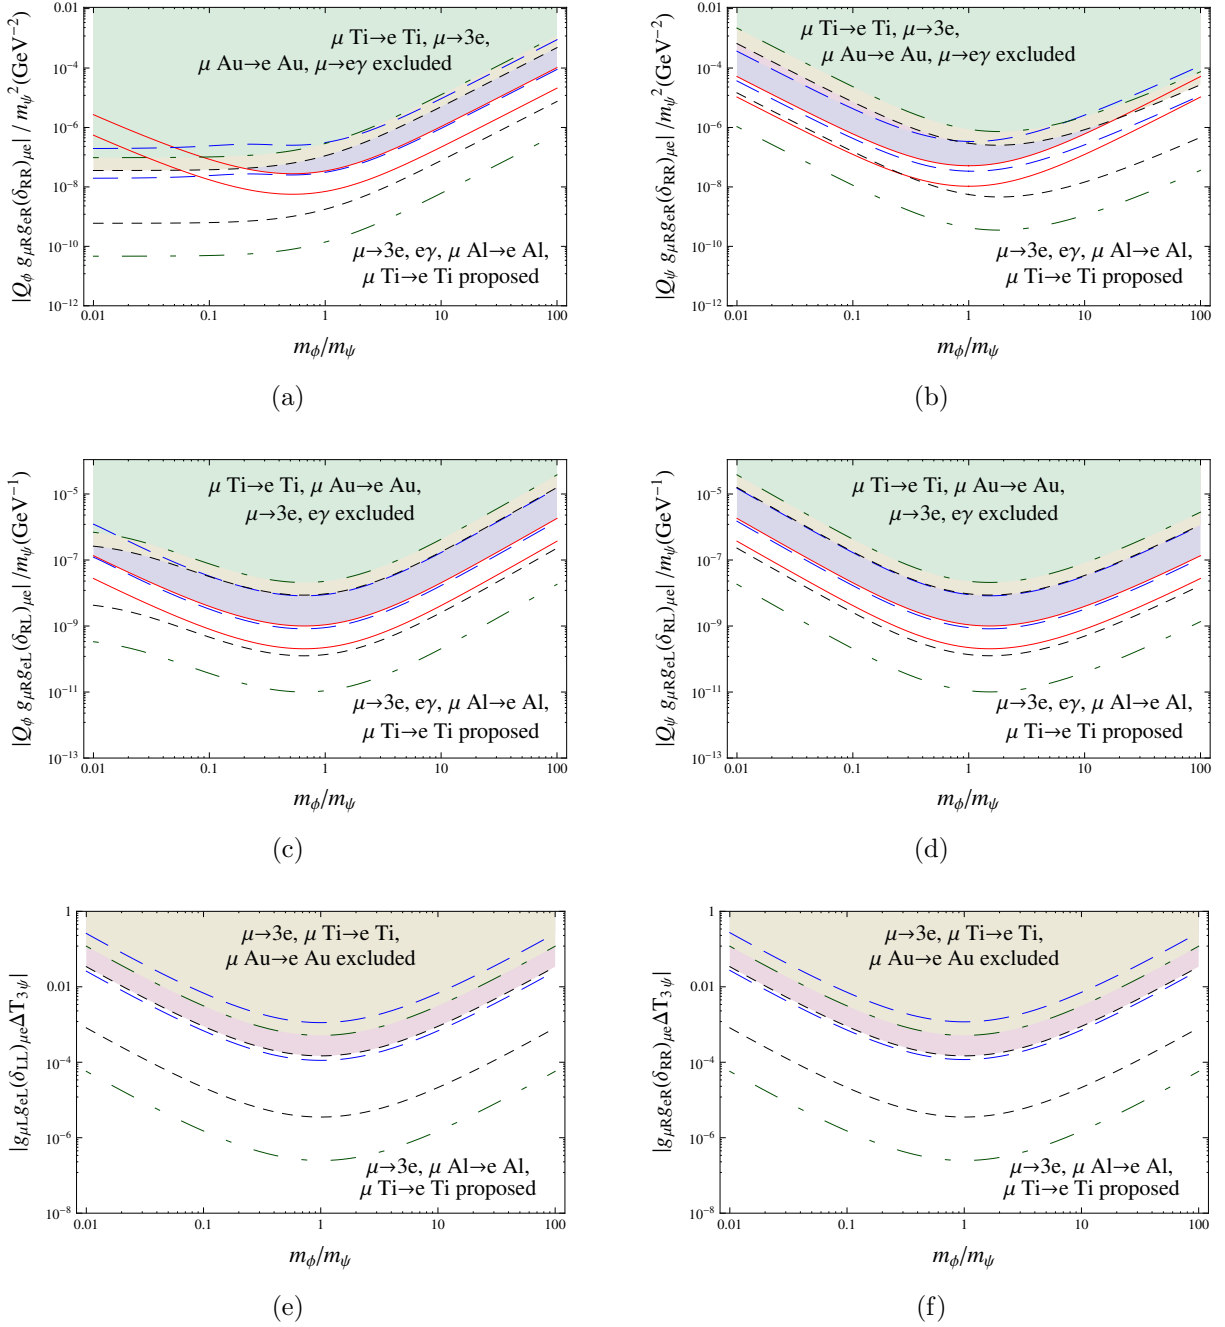 |Q_ϕ g_μR g_eR(δ_RR)_μe| / m_ψ^2 (GeV^−2)
0.01
10^−4
10^−6
10^−8
10^−10
10^−12
μ Ti→e Ti, μ→3e,
μ Au→e Au, μ→eγ excluded
μ→3e, eγ, μ Al→e Al,
μ Ti→e Ti proposed
0.01 0.1 1 10 100
m_ϕ/m_ψ
(a)
|Q_ψ g_μR g_eR(δ_RR)_μe| / m_ψ^2 (GeV^−2)
0.01
10^−4
10^−6
10^−8
10^−10
10^−12
μ Ti→e Ti, μ→3e,
μ Au→e Au, μ→eγ excluded
μ→3e, eγ, μ Al→e Al,
μ Ti→e Ti proposed
0.01 0.1 1 10 100
m_ϕ/m_ψ
(b)
|Q_ϕ g_μR g_eL(δ_RL)_μe| / m_ψ (GeV^−1)
10^−5
10^−7
10^−9
10^−11
10^−13
μ Ti→e Ti, μ Au→e Au,
μ→3e, eγ excluded
μ→3e, eγ, μ Al→e Al,
μ Ti→e Ti proposed
0.01 0.1 1 10 100
m_ϕ/m_ψ
(c)
|Q_ψ g_μR g_eL(δ_RL)_μe| / m_ψ (GeV^−1)
10^−5
10^−7
10^−9
10^−11
10^−13
μ Ti→e Ti, μ Au→e Au,
μ→3e, eγ excluded
μ→3e, eγ, μ Al→e Al,
μ Ti→e Ti proposed
0.01 0.1 1 10 100
m_ϕ/m_ψ
(d)
|g_μL g_eL(δ_LL)_μe ΔT_3ψ|
1
0.01
10^−4
10^−6
10^−8
μ→3e, μ Ti→e Ti,
μ Au→e Au excluded
μ→3e, μ Al→e Al,
μ Ti→e Ti proposed
0.01 0.1 1 10 100
m_ϕ/m_ψ
(e)
|g_μR g_eR(δ_RR)_μe ΔT_3ψ|
1
0.01
10^−4
10^−6
10^−8
μ→3e, μ Ti→e Ti,
μ Au→e Au excluded
μ→3e, μ Al→e Al,
μ Ti→e Ti proposed
0.01 0.1 1 10 100
m_ϕ/m_ψ
(f)